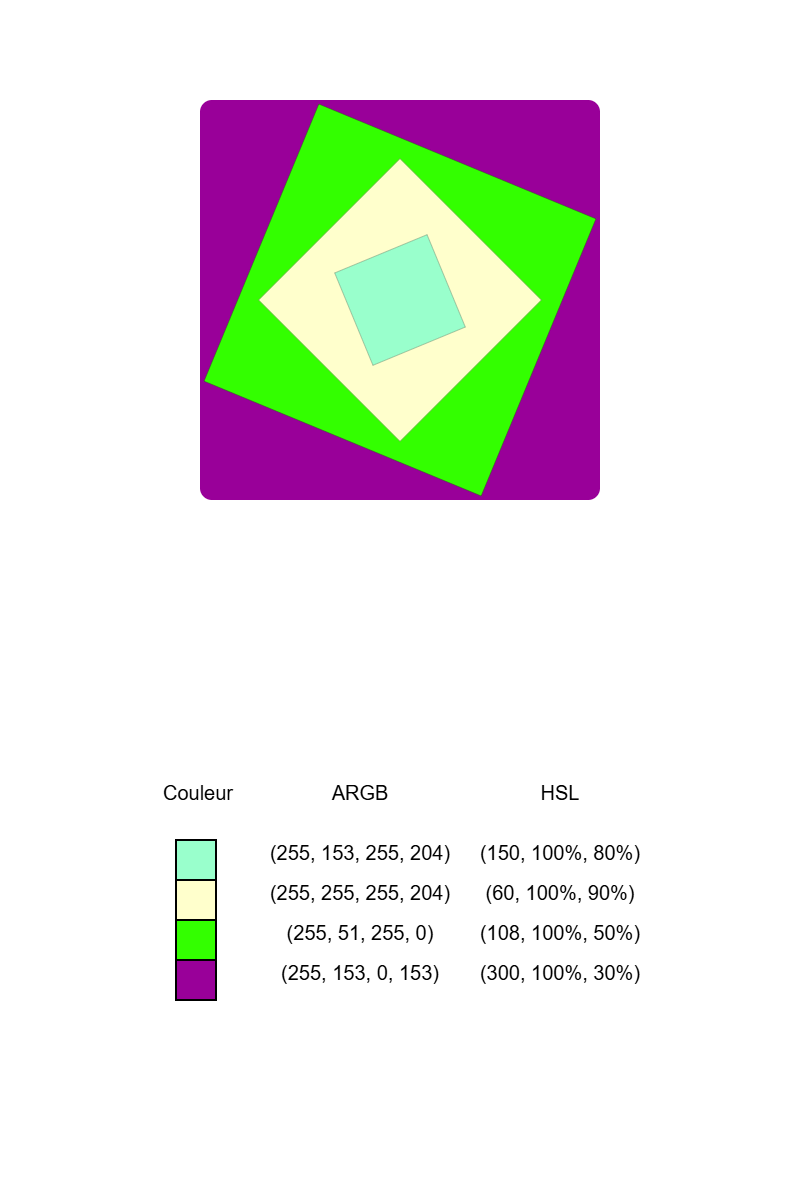 Couleur ARGB HSL
(255, 153, 255, 204) (150, 100%, 80%)
(255, 255, 255, 204) (60, 100%, 90%)
(255, 51, 255, 0) (108, 100%, 50%)
(255, 153, 0, 153) (300, 100%, 30%)